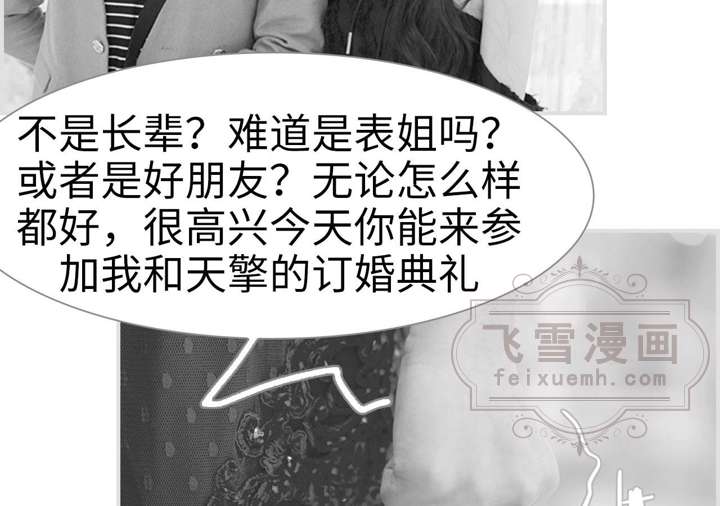 不是长辈？难道是表姐吗？
或者是好朋友？无论怎么样
都好，很高兴今天你能来参
加我和天擎的订婚典礼
飞雪漫画
feixuemh.com